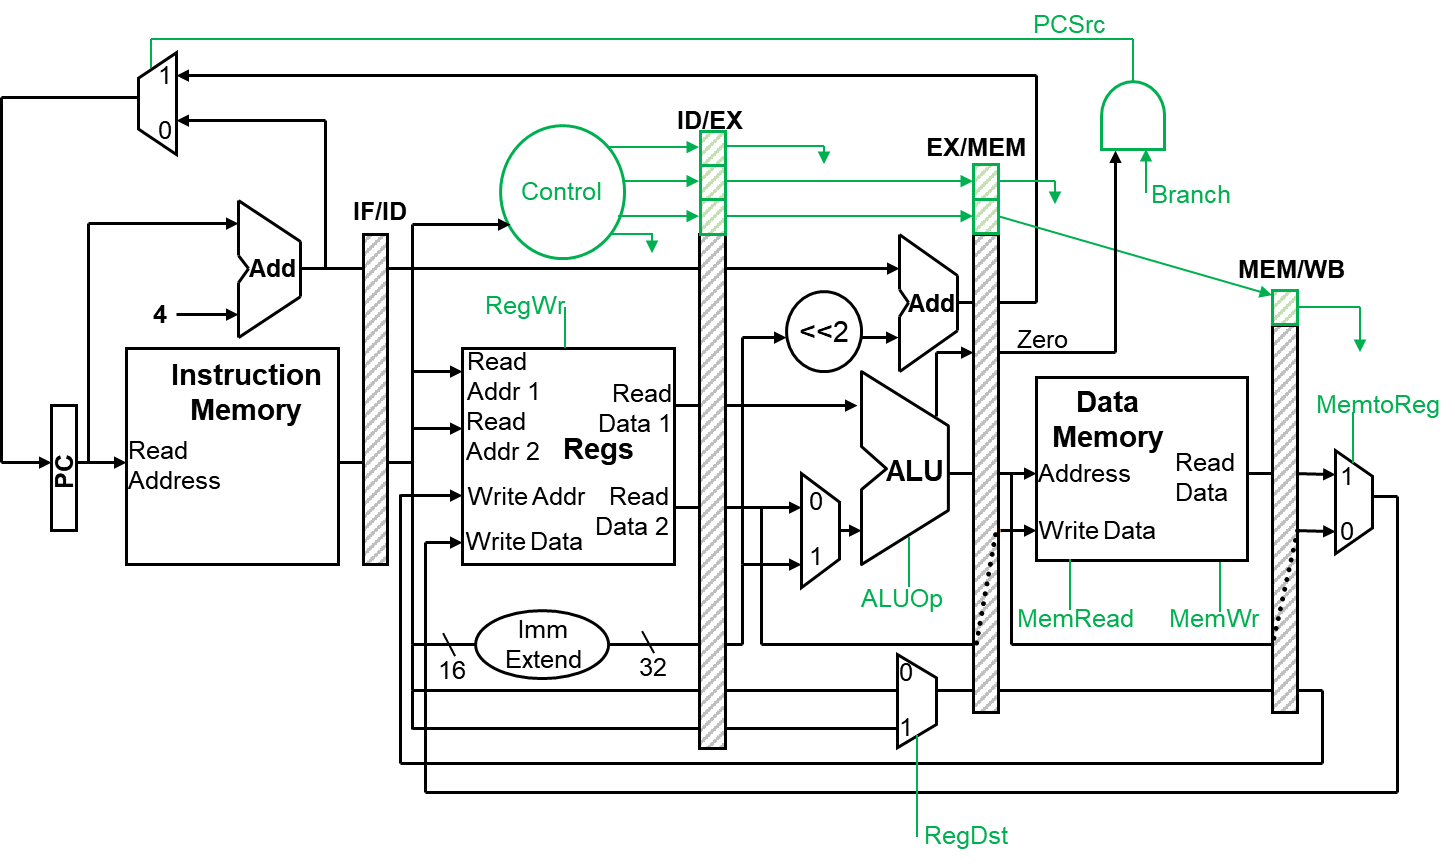 PCSrc
1
0
ID/EX
EX/MEM
Control
Branch
IF/ID
Add
4
MEM/WB
RegWr
Add
<<2
Zero
Instruction
Memory
Read
Address
PC
Read
Addr 1
Read
Addr 2
Regs
Write Addr
Write Data
Read
Data 1
Read
Data 2
0
1
ALU
ALUOp
Data
Memory
Address
Write Data
Read
Data
MemRead
MemWr
MemtoReg
1
0
Imm
Extend
16
32
0
1
RegDst